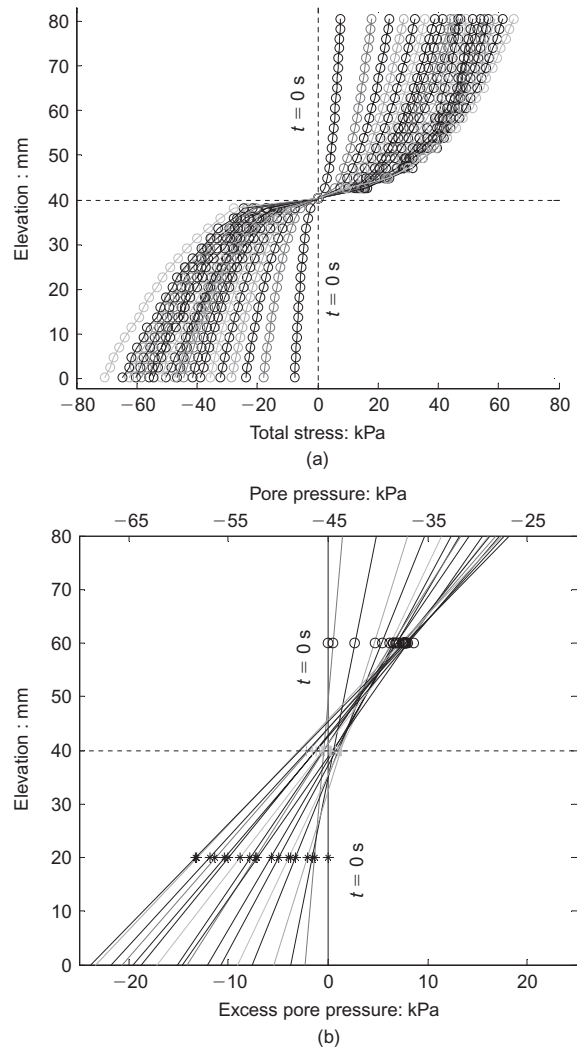 80
70
60
50
40
30
20
10
0
Elevation : mm
t = 0 s
t = 0 s
−80 −60 −40 −20 0 20 40 60 80
Total stress: kPa
(a)
Pore pressure: kPa
−65 −55 −45 −35 −25
80
70
60
50
40
30
20
10
0
Elevation : mm
t = 0 s
t = 0 s
−20 −10 0 10 20
Excess pore pressure: kPa
(b)